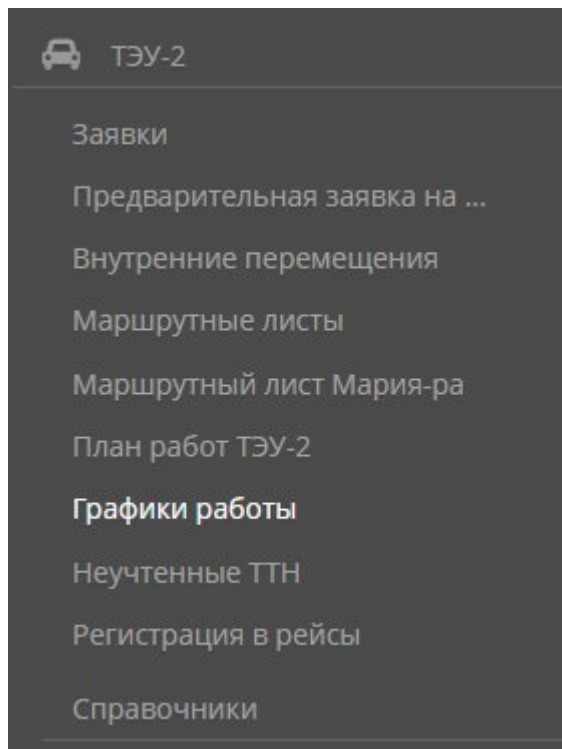 ТЭУ-2
Заявки
Предварительная заявка на ...
Внутренние перемещения
Маршрутные листы
Маршрутный лист Мария-ра
План работ ТЭУ-2
Графики работы
Неучтенные ТТН
Регистрация в рейсы
Справочники